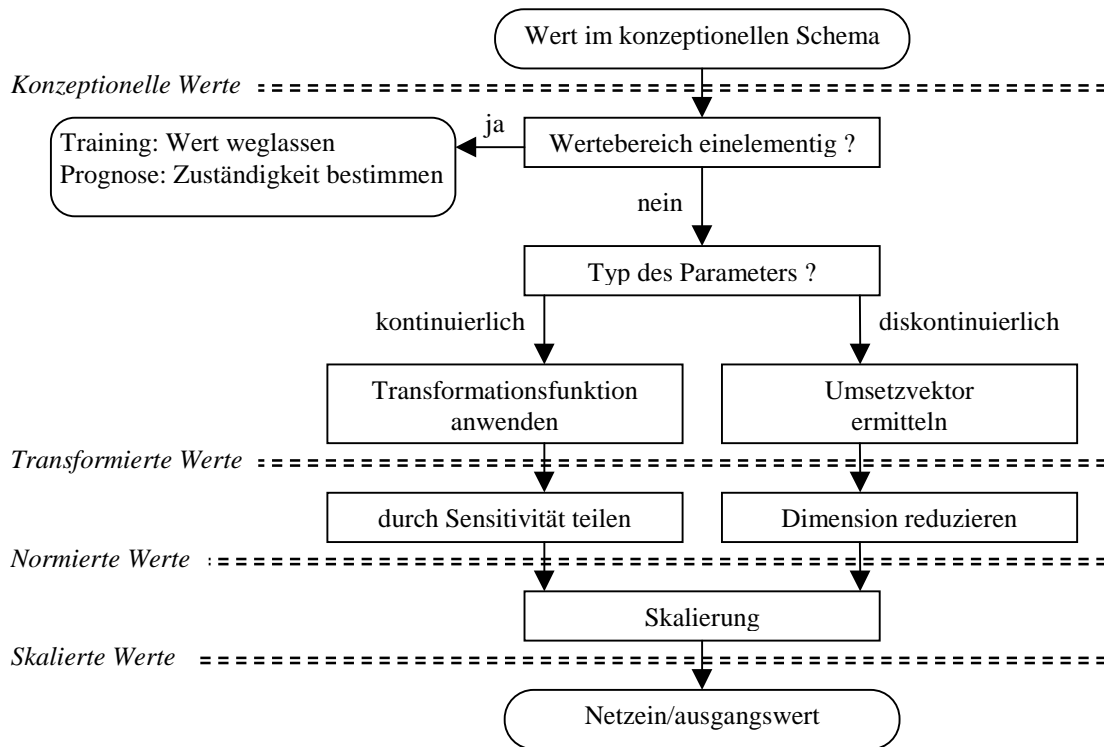 Wert im konzeptionellen Schema
Konzeptionelle Werte
ja
Training: Wert weglassen
Prognose: Zuständigkeit bestimmen
Wertebereich einelementig ?
nein
Typ des Parameters ?
kontinuierlich
diskontinuierlich
Transformationsfunktion
anwenden
Umsetzvektor
ermitteln
Transformierte Werte
durch Sensitivität teilen
Dimension reduzieren
Normierte Werte
Skalierung
Skalierte Werte
Netzein/ausgangswert